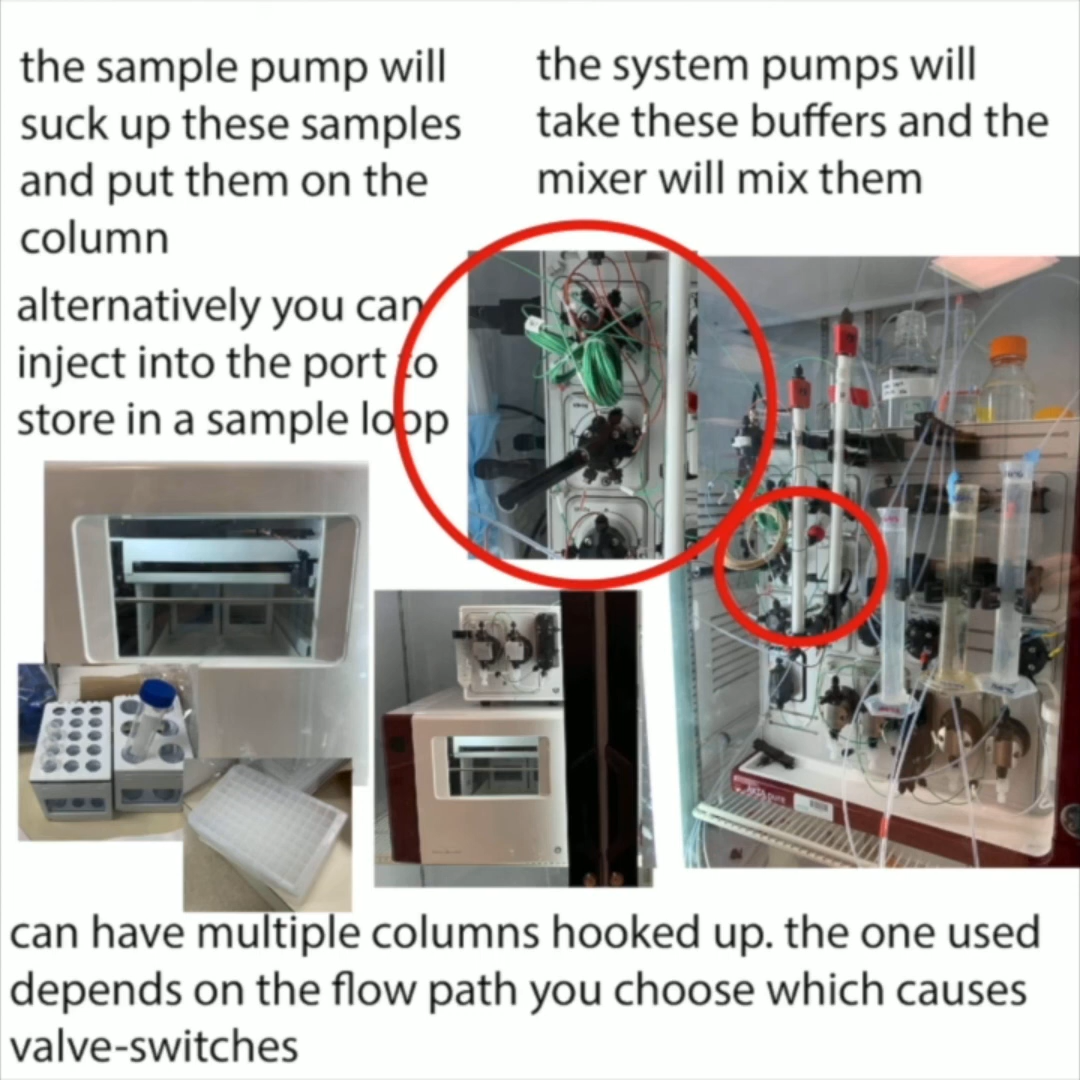 the sample pump will
suck up these samples
and put them on the
column
alternatively you can
inject into the port to
store in a sample loop
the system pumps will
take these buffers and the
mixer will mix them
ÄKTA pure
can have multiple columns hooked up. the one used
depends on the flow path you choose which causes
valve-switches